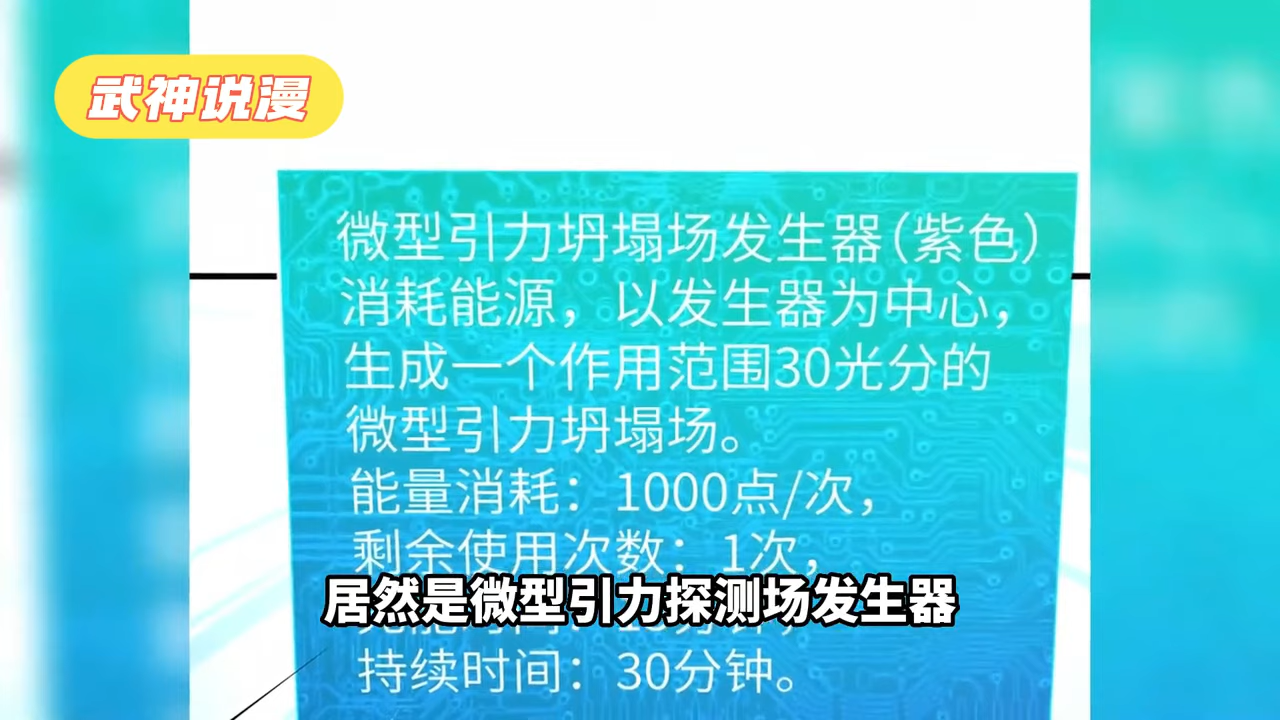 武神说漫
微型引力坍塌场发生器（紫色）
消耗能源，以发生器为中心，
生成一个作用范围30光分的
微型引力坍塌场。
能量消耗：1000点/次，
剩余使用次数：1次，
居然是微型引力探测场发生器
持续时间：30分钟。